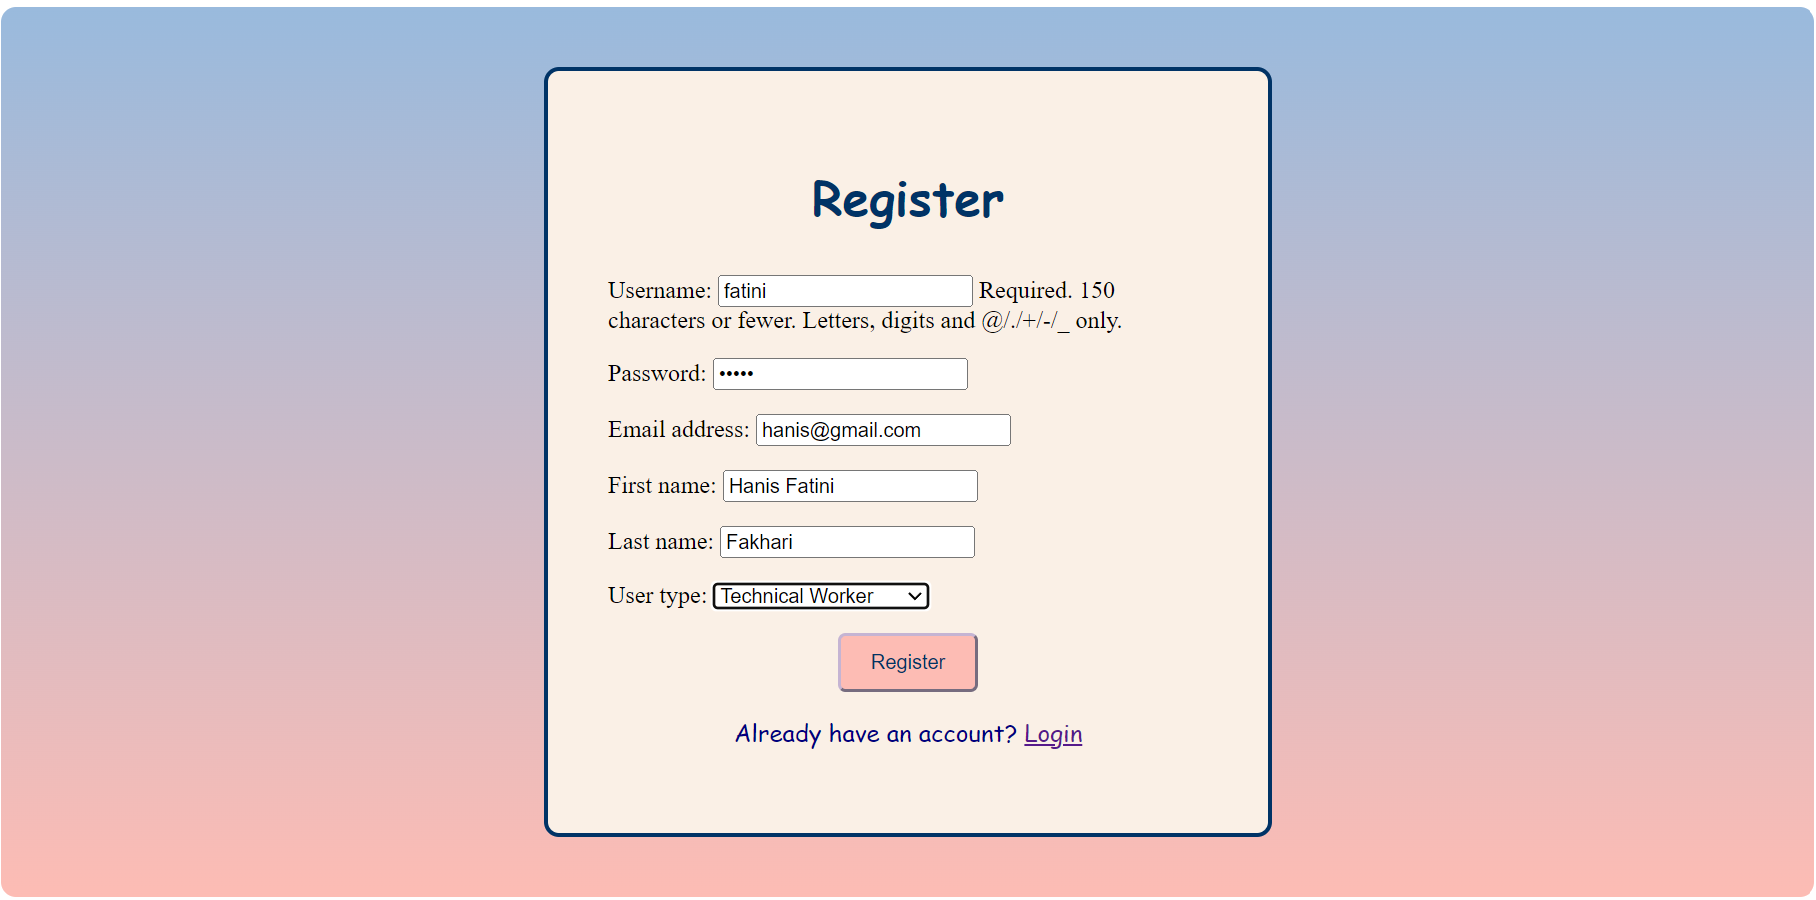 Register
Username: fatini Required. 150
characters or fewer. Letters, digits and @/./+/-/_ only.
Password: •••••
Email address: hanis@gmail.com
First name: Hanis Fatini
Last name: Fakhari
User type: Technical Worker
Register
Already have an account? Login